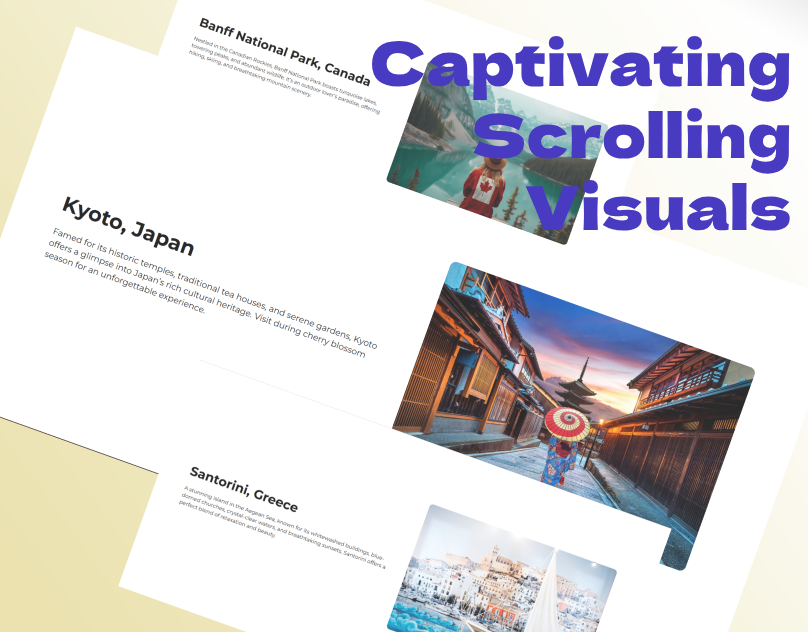 Captivating
Scrolling
Visuals
Banff National Park, Canada
Nestled in the Canadian Rockies, Banff National Park boasts turquoise lakes,
towering peaks, and abundant wildlife. It's an outdoor lover's paradise, offering
hiking, skiing, and breathtaking mountain scenery.
Kyoto, Japan
Famed for its historic temples, traditional tea houses, and serene gardens, Kyoto
offers a glimpse into Japan's rich cultural heritage. Visit during cherry blossom
season for an unforgettable experience.
Santorini, Greece
A stunning island in the Aegean Sea, known for its whitewashed buildings, blue-
domed churches, crystal-clear waters, and breathtaking sunsets. Santorini offers a
perfect blend of relaxation and beauty.